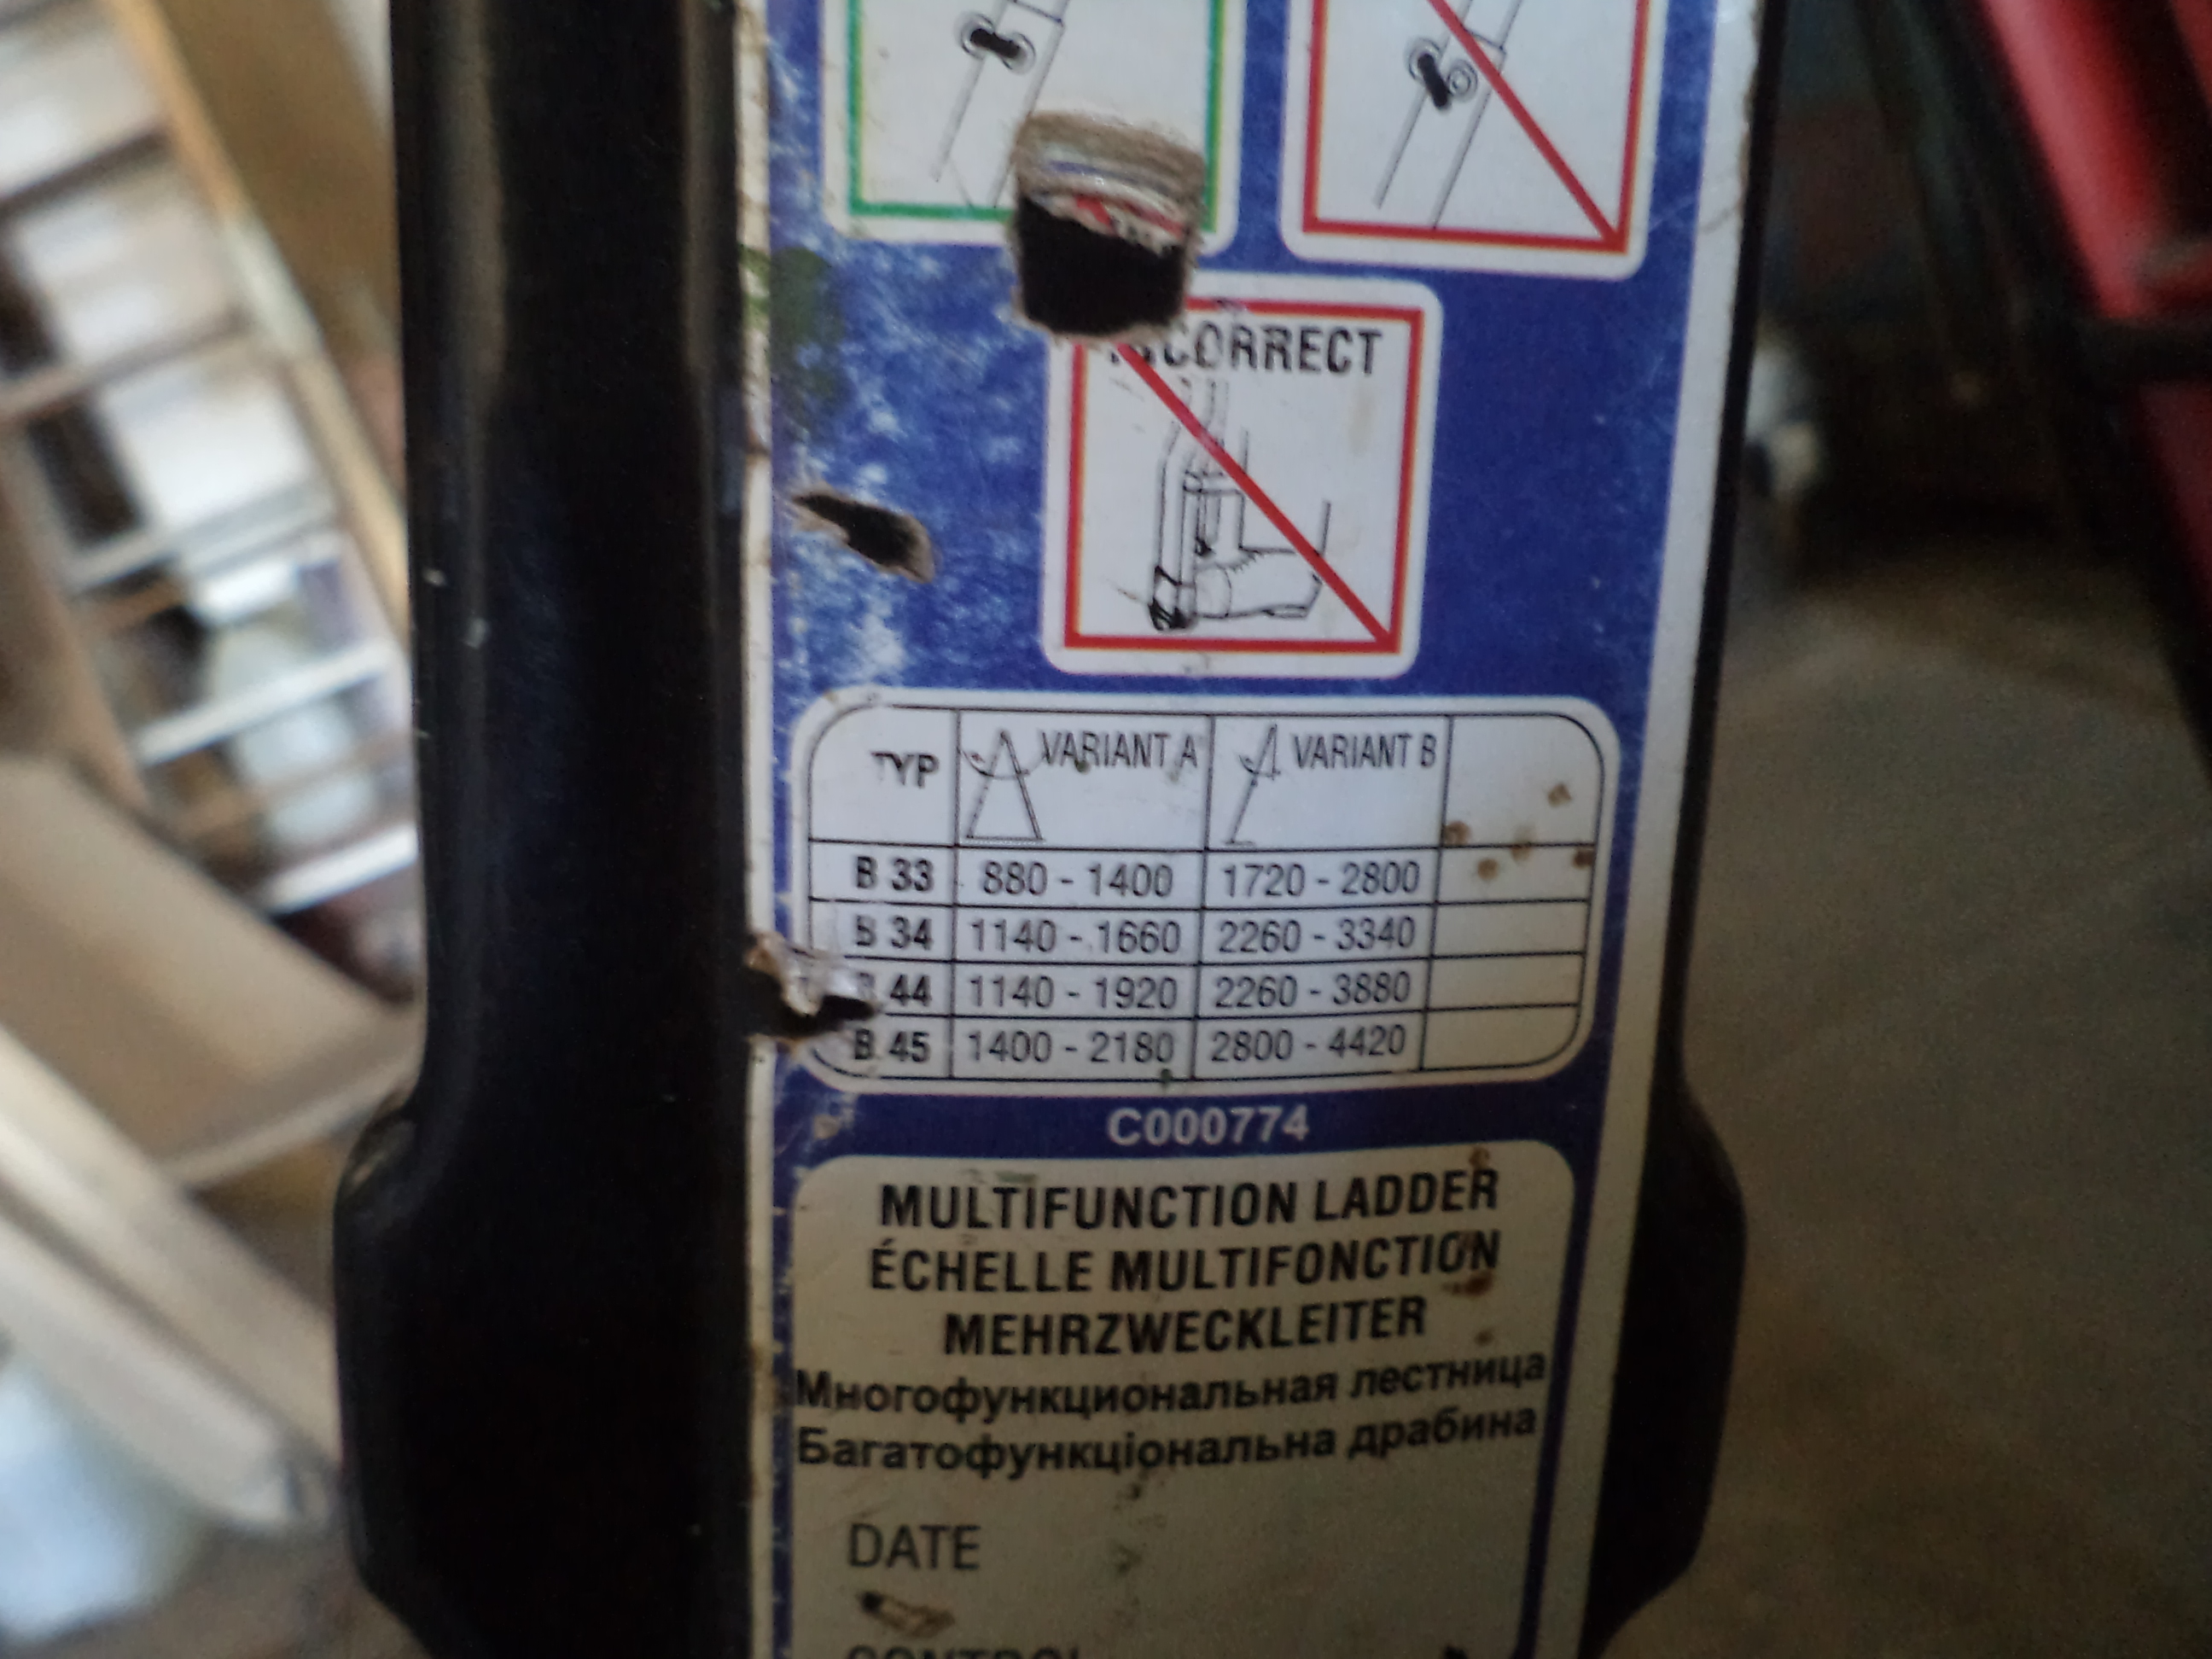 INCORRECT
TYP VARIANT A VARIANT B
B 33 880 - 1400 1720 - 2800
B 34 1140 - 1660 2260 - 3340
44 1140 - 1920 2260 - 3880
B 45 1400 - 2180 2800 - 4420
C000774
MULTIFUNCTION LADDER
ÉCHELLE MULTIFONCTION
MEHRZWECKLEITER
Многофункциональная лестница
Багатофункціональна драбина
DATE